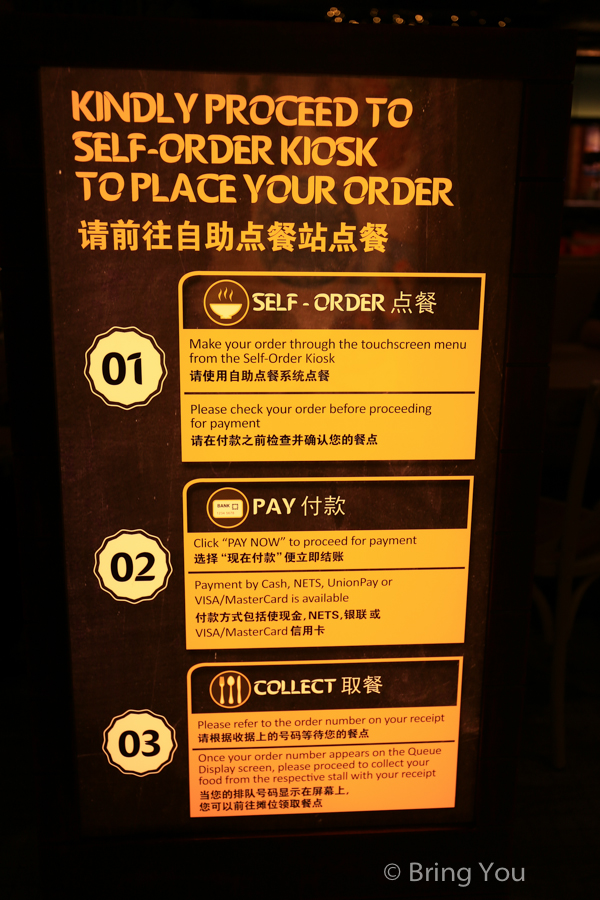 KINDLY PROCEED TO
SELF-ORDER KIOSK
TO PLACE YOUR ORDER
请前往自助点餐站点餐
01
SELF - ORDER 点餐
Make your order through the touchscreen menu
from the Self-Order Kiosk
请使用自助点餐系统点餐
Please check your order before proceeding
for payment
请在付款之前检查并确认您的餐点
02
BANK
PAY 付款
Click “PAY NOW” to proceed for payment
选择 “现在付款” 便立即结账
Payment by Cash, NETS, UnionPay or
VISA/MasterCard is available
付款方式包括使现金, NETS, 银联 或
VISA/MasterCard 信用卡
03
COLLECT 取餐
Please refer to the order number on your receipt
请根据收据上的号码等待您的餐点
Once your order number appears on the Queue
Display screen, please proceed to collect your
food from the respective stall with your receipt
当您的排队号码显示在屏幕上,
您可以前往摊位领取餐点
© Bring You